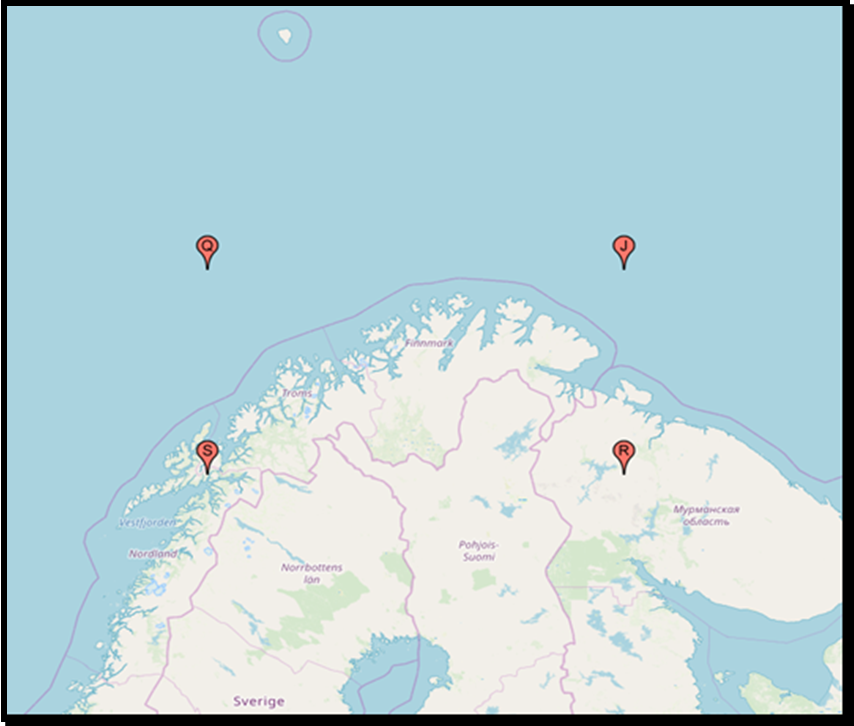 Q
J
Finnmark
Troms
S
R
Vestfjorden
Мурманская
область
Nordland
Pohjois-
Suomi
Norrbottens
län
Sverige